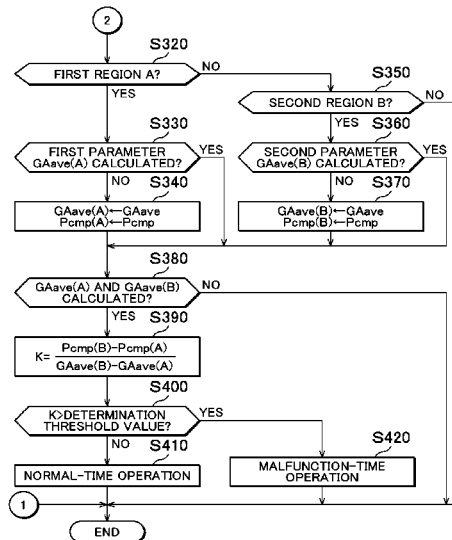 2
S320
FIRST REGION A?
NO
YES
S350
SECOND REGION B?
NO
YES
S330
FIRST PARAMETER
GAave(A) CALCULATED?
YES
NO
S360
SECOND PARAMETER
GAave(B) CALCULATED?
YES
NO
S340
GAave(A)←GAave
Pcmp(A)←Pcmp
S370
GAave(B)←GAave
Pcmp(B)←Pcmp
S380
GAave(A) AND GAave(B)
CALCULATED?
NO
YES
S390
K= Pcmp(B)-Pcmp(A)
GAave(B)-GAave(A)
S400
K>DETERMINATION
THRESHOLD VALUE?
YES
NO
S410
NORMAL-TIME OPERATION
S420
MALFUNCTION-TIME
OPERATION
1
END